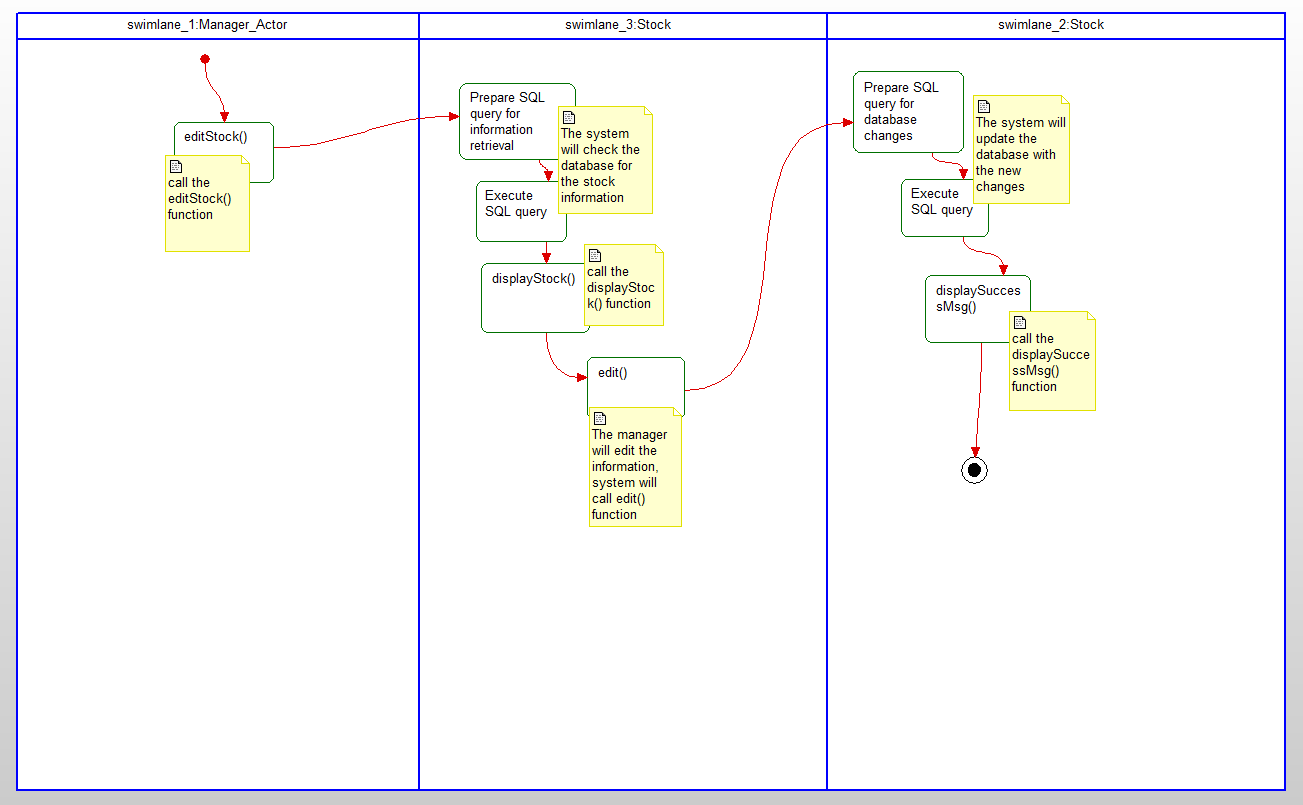 swimlane_1:Manager_Actor
swimlane_3:Stock
swimlane_2:Stock
editStock()
call the
editStock()
function
Prepare SQL
query for
information
retrieval
The system
will check the
database for
the stock
information
Execute
SQL query
displayStock()
call the
displayStoc
k() function
edit()
The manager
will edit the
information,
system will
call edit()
function
Prepare SQL
query for
database
changes
The system will
update the
database with
the new
changes
Execute
SQL query
displaySucces
sMsg()
call the
displaySucce
ssMsg()
function